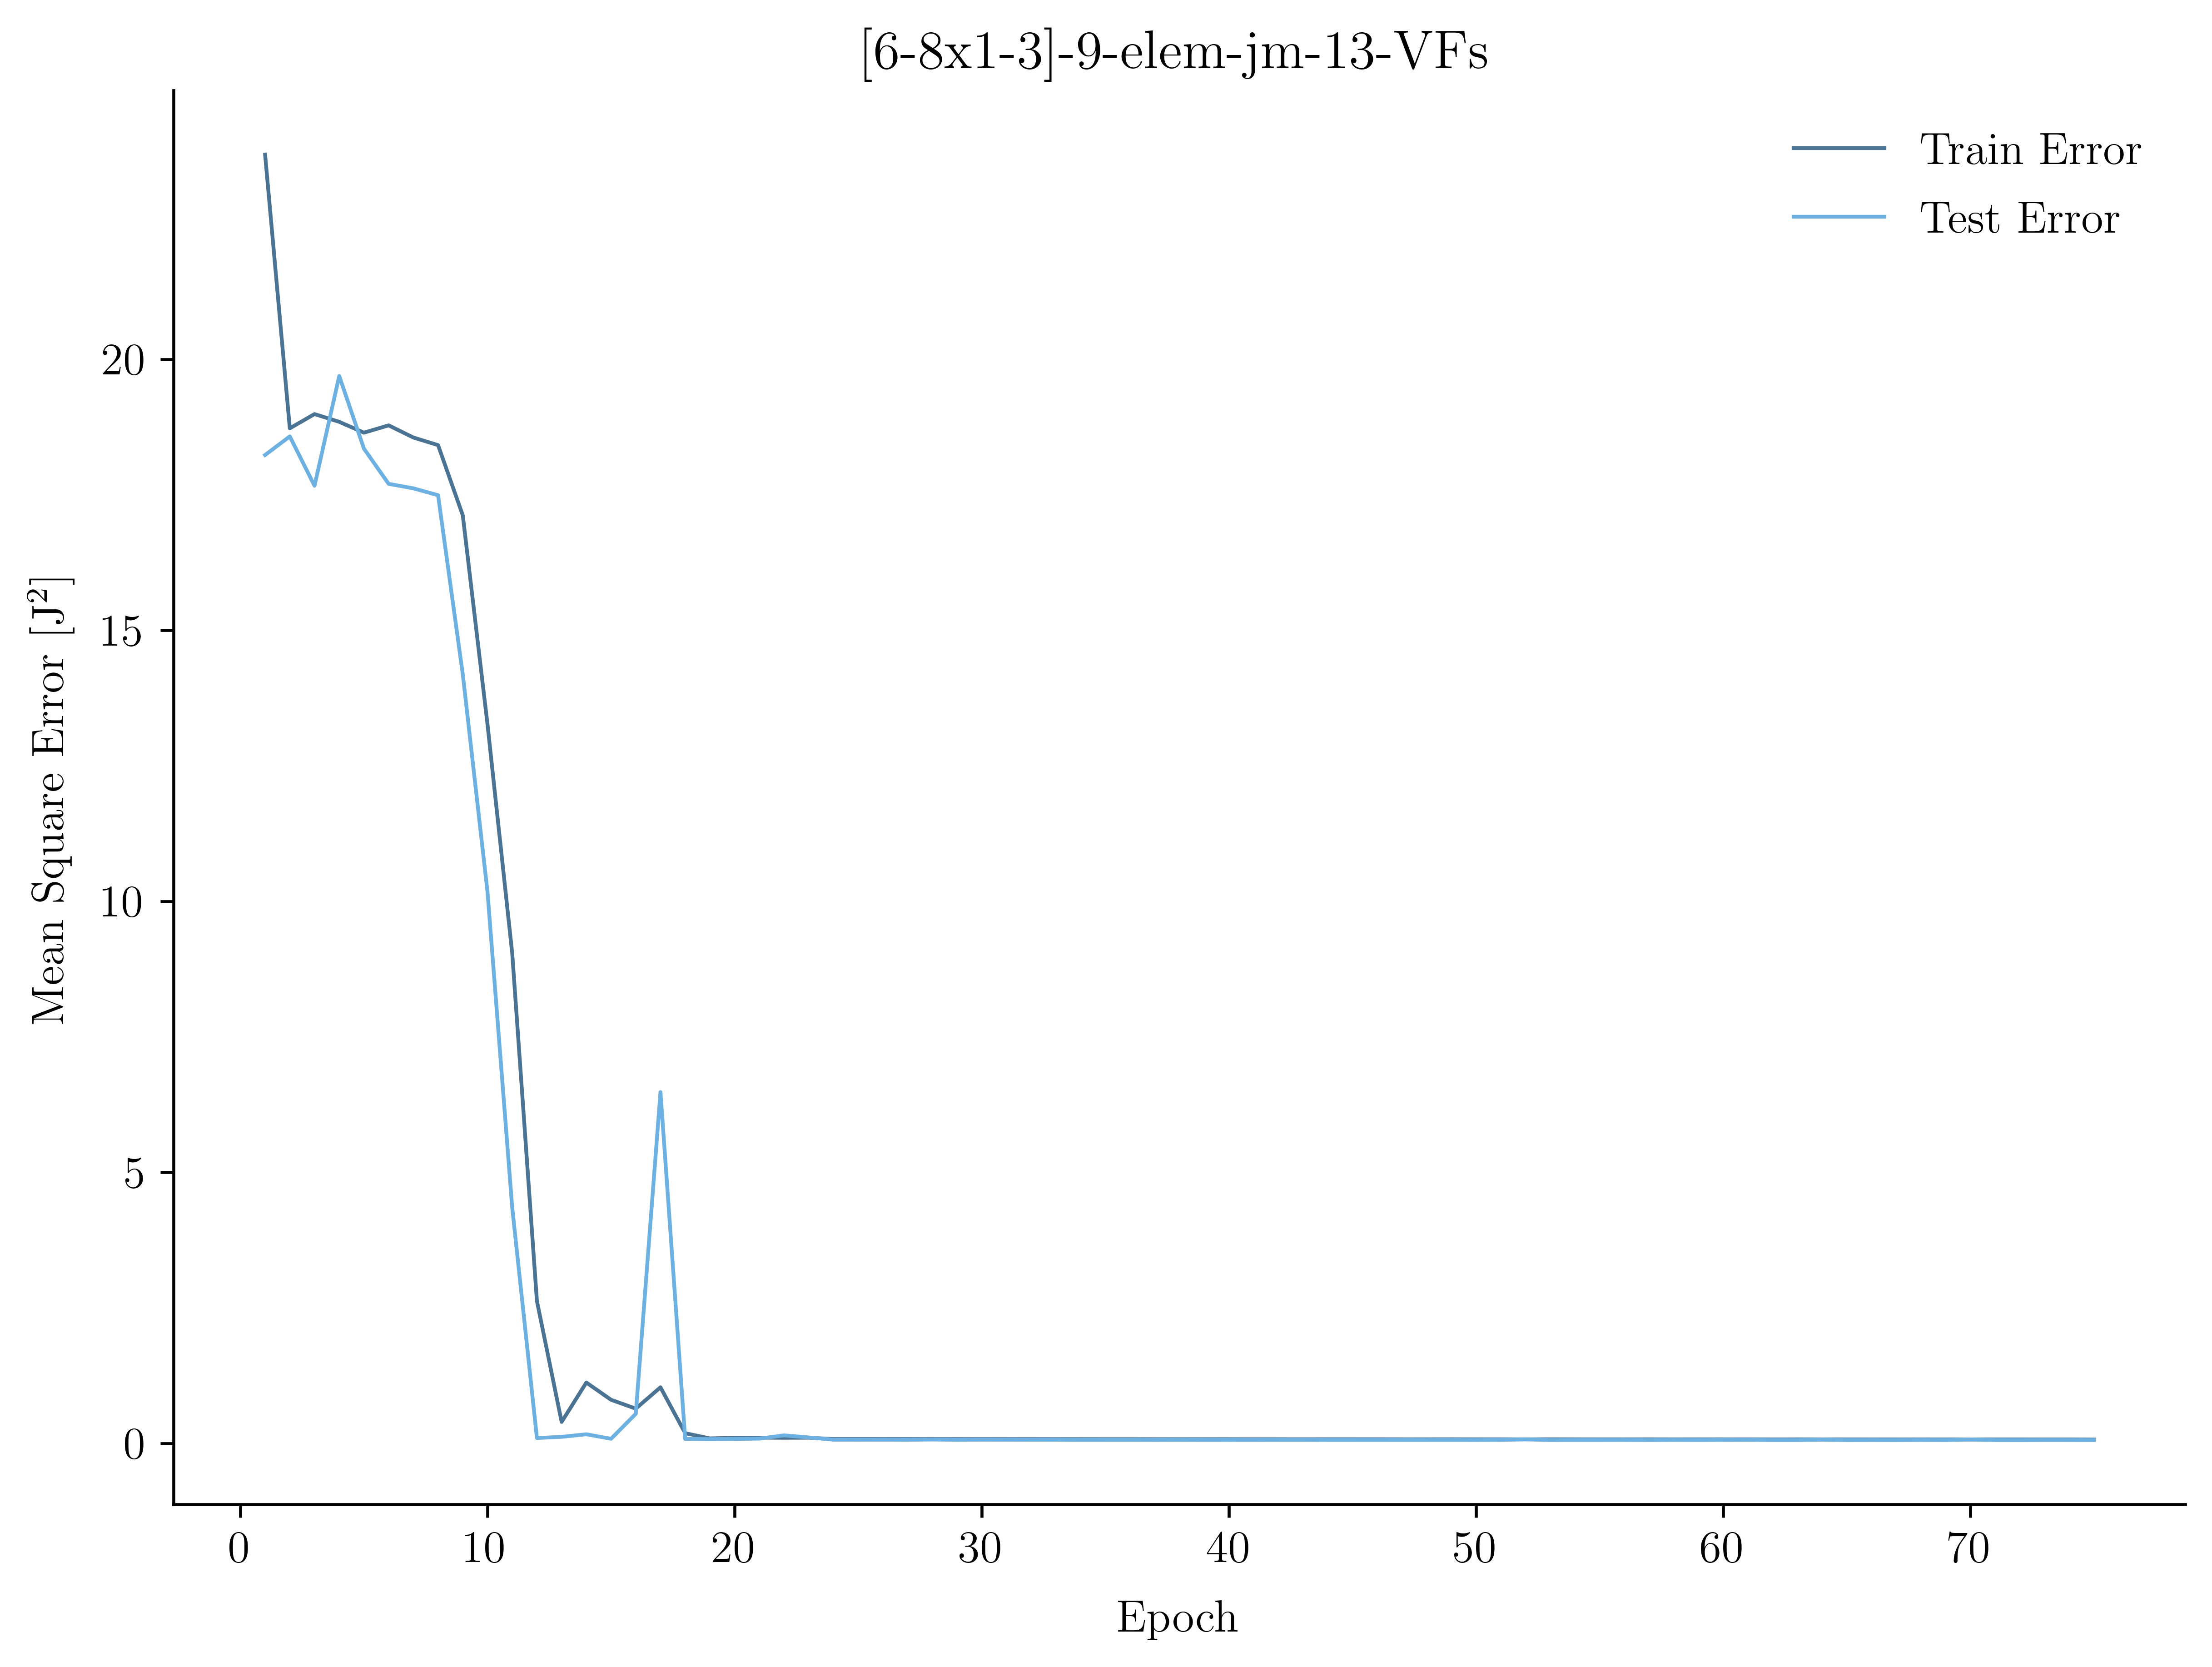 [6-8x1-3]-9-elem-jm-13-VFs
Train Error
Test Error
Mean Square Error [J²]
20
15
10
5
0
0 10 20 30 40 50 60 70
Epoch